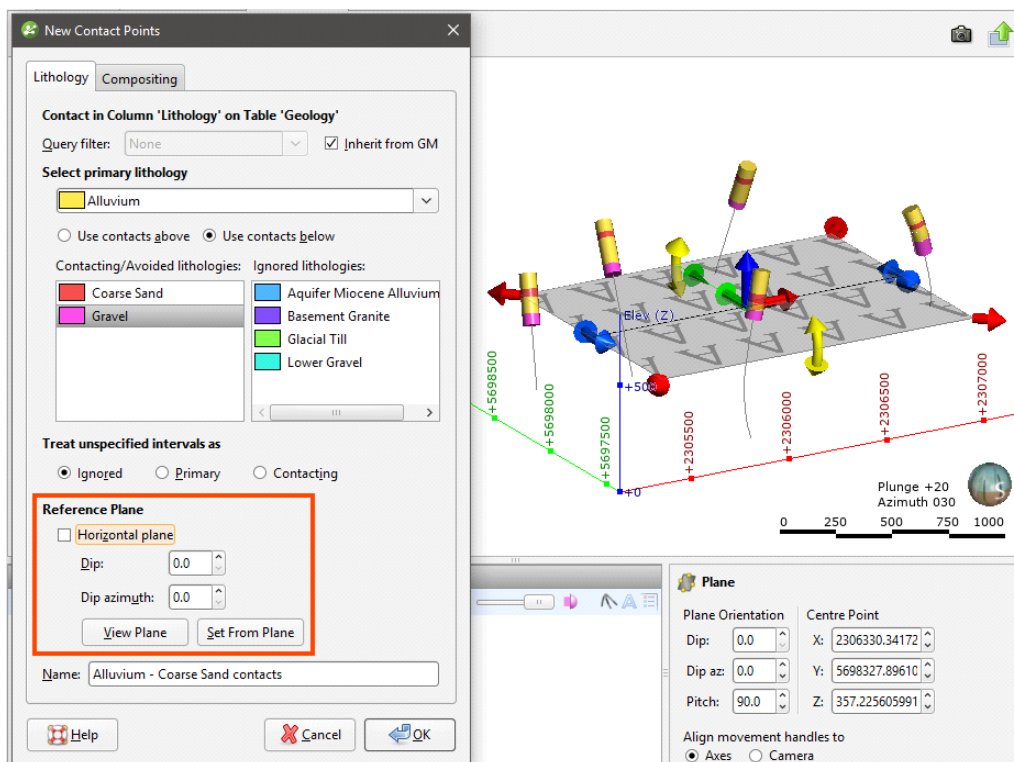 New Contact Points
Lithology Compositing
Contact in Column 'Lithology' on Table 'Geology'
Query filter: None Inherit from GM
Select primary lithology
Alluvium
Use contacts above Use contacts below
Contacting/Avoided lithologies: Ignored lithologies:
Coarse Sand Aquifer Miocene Alluvium
Gravel Basement Granite
Glacial Till
Lower Gravel
Treat unspecified intervals as
Ignored Primary Contacting
Reference Plane
Horizontal plane
Dip: 0.0
Dip azimuth: 0.0
View Plane Set From Plane
Name: Alluvium - Coarse Sand contacts
Help Cancel OK
Elev (Z)
+500
+0
+5698500
+5698000
+5697500
+2305500
+2306000
+2306500
+2307000
Plunge +20
Azimuth 030
S
0 250 500 750 1000
Plane
Plane Orientation Centre Point
Dip: 0.0 X: 2306330.34172
Dip az: 0.0 Y: 5698327.89610
Pitch: 90.0 Z: 357.225605991
Align movement handles to
Axes Camera